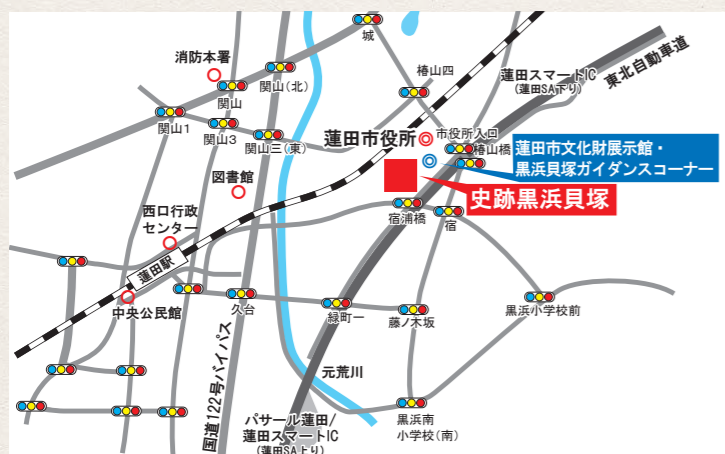 城
消防本署
関山(北)
関山
椿山四
蓮田スマートIC
(蓮田SA下り)
東北自動車道
関山1
関山3
関山三(東)
蓮田市役所
市役所入口
椿山橋
蓮田市文化財展示館・
黒浜貝塚ガイダンスコーナー
図書館
史跡黒浜貝塚
西口行政
センター
宿浦橋
宿
蓮田駅
中央公民館
久台
緑町一
藤ノ木坂
黒浜小学校前
国道122号バイパス
元荒川
パサール蓮田/
蓮田スマートIC
(蓮田SA上り)
黒浜南
小学校(南)